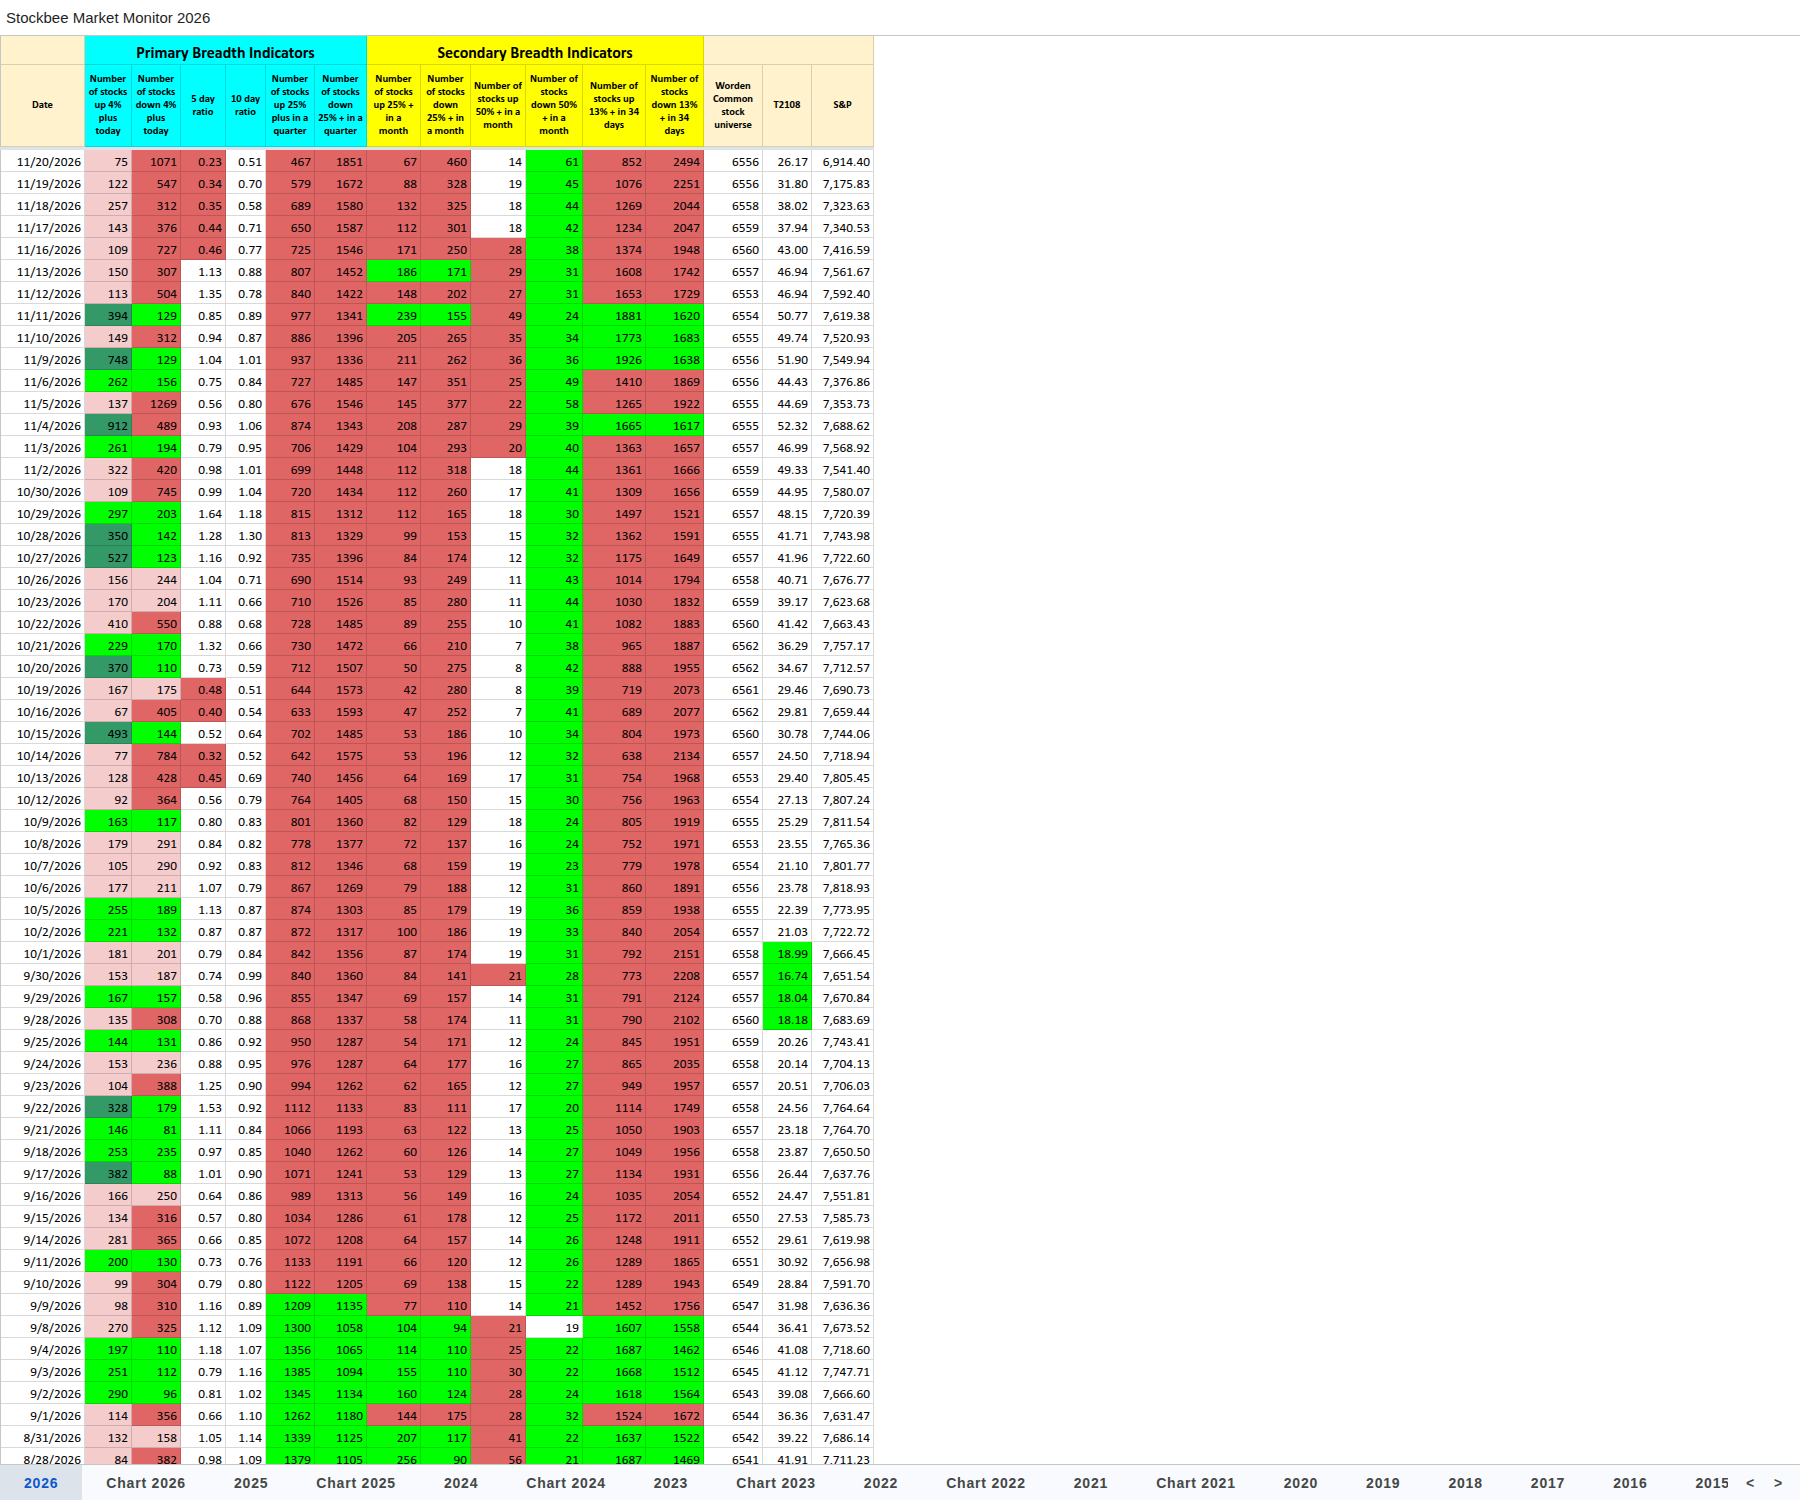 Stockbee Market Monitor 2026
Primary Breadth Indicators Secondary Breadth Indicators
Date Number of stocks up 4% plus today Number of stocks down 4% plus today 5 day ratio 10 day ratio Number of stocks up 25% plus in a quarter Number of stocks down 25% + in a quarter Number of stocks up 25% + in a month Number of stocks down 25% + in a month Number of stocks up 50% + in a month Number of stocks down 50% + in a month Number of stocks up 13% + in 34 days Number of stocks down 13% + in 34 days Worden Common stock universe T2108 S&P
11/20/2026 75 1071 0.23 0.51 467 1851 67 460 14 61 852 2494 6556 26.17 6,914.40
11/19/2026 122 547 0.34 0.70 579 1672 88 328 19 45 1076 2251 6556 31.80 7,175.83
11/18/2026 257 312 0.35 0.58 689 1580 132 325 18 44 1269 2044 6558 38.02 7,323.63
11/17/2026 143 376 0.44 0.71 650 1587 112 301 18 42 1234 2047 6559 37.94 7,340.53
11/16/2026 109 727 0.46 0.77 725 1546 171 250 28 38 1374 1948 6560 43.00 7,416.59
11/13/2026 150 307 1.13 0.88 807 1452 186 171 29 31 1608 1742 6557 46.94 7,561.67
11/12/2026 113 504 1.35 0.78 840 1422 148 202 27 31 1653 1729 6553 46.94 7,592.40
11/11/2026 394 129 0.85 0.89 977 1341 239 155 49 24 1881 1620 6554 50.77 7,619.38
11/10/2026 149 312 0.94 0.87 886 1396 205 265 35 34 1773 1683 6555 49.74 7,520.93
11/9/2026 748 129 1.04 1.01 937 1336 211 262 36 36 1926 1638 6556 51.90 7,549.94
11/6/2026 262 156 0.75 0.84 727 1485 147 351 25 49 1410 1869 6556 44.43 7,376.86
11/5/2026 137 1269 0.56 0.80 676 1546 145 377 22 58 1265 1922 6555 44.69 7,353.73
11/4/2026 912 489 0.93 1.06 874 1343 208 287 29 39 1665 1617 6555 52.32 7,688.62
11/3/2026 261 194 0.79 0.95 706 1429 104 293 20 40 1363 1657 6557 46.99 7,568.92
11/2/2026 322 420 0.98 1.01 699 1448 112 318 18 44 1361 1666 6559 49.33 7,541.40
10/30/2026 109 745 0.99 1.04 720 1434 112 260 17 41 1309 1656 6559 44.95 7,580.07
10/29/2026 297 203 1.64 1.18 815 1312 112 165 18 30 1497 1521 6557 48.15 7,720.39
10/28/2026 350 142 1.28 1.30 813 1329 99 153 15 32 1362 1591 6555 41.71 7,743.98
10/27/2026 527 123 1.16 0.92 735 1396 84 174 12 32 1175 1649 6557 41.96 7,722.60
10/26/2026 156 244 1.04 0.71 690 1514 93 249 11 43 1014 1794 6558 40.71 7,676.77
10/23/2026 170 204 1.11 0.66 710 1526 85 280 11 44 1030 1832 6559 39.17 7,623.68
10/22/2026 410 550 0.88 0.68 728 1485 89 255 10 41 1082 1883 6560 41.42 7,663.43
10/21/2026 229 170 1.32 0.66 730 1472 66 210 7 38 965 1887 6562 36.29 7,757.17
10/20/2026 370 110 0.73 0.59 712 1507 50 275 8 42 888 1955 6562 34.67 7,712.57
10/19/2026 167 175 0.48 0.51 644 1573 42 280 8 39 719 2073 6561 29.46 7,690.73
10/16/2026 67 405 0.40 0.54 633 1593 47 252 7 41 689 2077 6562 29.81 7,659.44
10/15/2026 493 144 0.52 0.64 702 1485 53 186 10 34 804 1973 6560 30.78 7,744.06
10/14/2026 77 784 0.32 0.52 642 1575 53 196 12 32 638 2134 6557 24.50 7,718.94
10/13/2026 128 428 0.45 0.69 740 1456 64 169 17 31 754 1968 6553 29.40 7,805.45
10/12/2026 92 364 0.56 0.79 764 1405 68 150 15 30 756 1963 6554 27.13 7,807.24
10/9/2026 163 117 0.80 0.83 801 1360 82 129 18 24 805 1919 6555 25.29 7,811.54
10/8/2026 179 291 0.84 0.82 778 1377 72 137 16 24 752 1971 6553 23.55 7,765.36
10/7/2026 105 290 0.92 0.83 812 1346 68 159 19 23 779 1978 6554 21.10 7,801.77
10/6/2026 177 211 1.07 0.79 867 1269 79 188 12 31 860 1891 6556 23.78 7,818.93
10/5/2026 255 189 1.13 0.87 874 1303 85 179 19 36 859 1938 6555 22.39 7,773.95
10/2/2026 221 132 0.87 0.87 872 1317 100 186 19 33 840 2054 6557 21.03 7,722.72
10/1/2026 181 201 0.79 0.84 842 1356 87 174 19 31 792 2151 6558 18.99 7,666.45
9/30/2026 153 187 0.74 0.99 840 1360 84 141 21 28 773 2208 6557 16.74 7,651.54
9/29/2026 167 157 0.58 0.96 855 1347 69 157 14 31 791 2124 6557 18.04 7,670.84
9/28/2026 135 308 0.70 0.88 868 1337 58 174 11 31 790 2102 6560 18.18 7,683.69
9/25/2026 144 131 0.86 0.92 950 1287 54 171 12 24 845 1951 6559 20.26 7,743.41
9/24/2026 153 236 0.88 0.95 976 1287 64 177 16 27 865 2035 6558 20.14 7,704.13
9/23/2026 104 388 1.25 0.90 994 1262 62 165 12 27 949 1957 6557 20.51 7,706.03
9/22/2026 328 179 1.53 0.92 1112 1133 83 111 17 20 1114 1749 6558 24.56 7,764.64
9/21/2026 146 81 1.11 0.84 1066 1193 63 122 13 25 1050 1903 6557 23.18 7,764.70
9/18/2026 253 235 0.97 0.85 1040 1262 60 126 14 27 1049 1956 6558 23.87 7,650.50
9/17/2026 382 88 1.01 0.90 1071 1241 53 129 13 27 1134 1931 6556 26.44 7,637.76
9/16/2026 166 250 0.64 0.86 989 1313 56 149 16 24 1035 2054 6552 24.47 7,551.81
9/15/2026 134 316 0.57 0.80 1034 1286 61 178 12 25 1172 2011 6550 27.53 7,585.73
9/14/2026 281 365 0.66 0.85 1072 1208 64 157 14 26 1248 1911 6552 29.61 7,619.98
9/11/2026 200 130 0.73 0.76 1133 1191 66 120 12 26 1289 1865 6551 30.92 7,656.98
9/10/2026 99 304 0.79 0.80 1122 1205 69 138 15 22 1289 1943 6549 28.84 7,591.70
9/9/2026 98 310 1.16 0.89 1209 1135 77 110 14 21 1452 1756 6547 31.98 7,636.36
9/8/2026 270 325 1.12 1.09 1300 1058 104 94 21 19 1607 1558 6544 36.41 7,673.52
9/4/2026 197 110 1.18 1.07 1356 1065 114 110 25 22 1687 1462 6546 41.08 7,718.60
9/3/2026 251 112 0.79 1.16 1385 1094 155 110 30 22 1668 1512 6545 41.12 7,747.71
9/2/2026 290 96 0.81 1.02 1345 1134 160 124 28 24 1618 1564 6543 39.08 7,666.60
9/1/2026 114 356 0.66 1.10 1262 1180 144 175 28 32 1524 1672 6544 36.36 7,631.47
8/31/2026 132 158 1.05 1.14 1339 1125 207 117 41 22 1637 1522 6542 39.22 7,686.14
8/28/2026 84 382 0.98 1.09 1379 1105 256 90 56 21 1687 1469 6541 41.91 7,711.23
2026 Chart 2026 2025 Chart 2025 2024 Chart 2024 2023 Chart 2023 2022 Chart 2022 2021 Chart 2021 2020 2019 2018 2017 2016 2015 < >